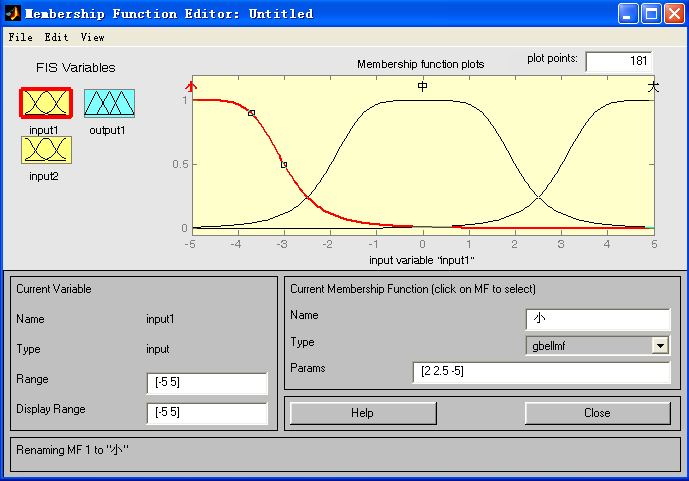 Membership Function Editor: Untitled
File Edit View
FIS Variables
input1
output1
input2
Membership function plots
plot points: 181
小 中 大
1
0.5
0
-5 -4 -3 -2 -1 0 1 2 3 4 5
input variable "input1"
Current Variable
Name input1
Type input
Range [-5 5]
Display Range [-5 5]
Current Membership Function (click on MF to select)
Name 小
Type gbellmf
Params [2 2.5 -5]
Help Close
Renaming MF 1 to "小"